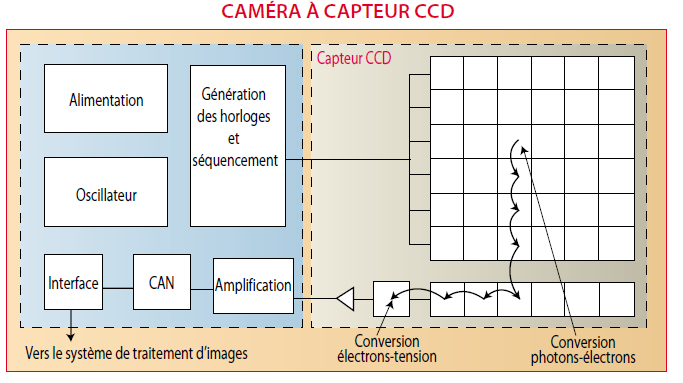 CAMÉRA À CAPTEUR CCD
Capteur CCD
Alimentation
Génération
des horloges
et
séquencement
Oscillateur
Interface
CAN
Amplification
Conversion
électrons-tension
Conversion
photons-électrons
Vers le système de traitement d'images